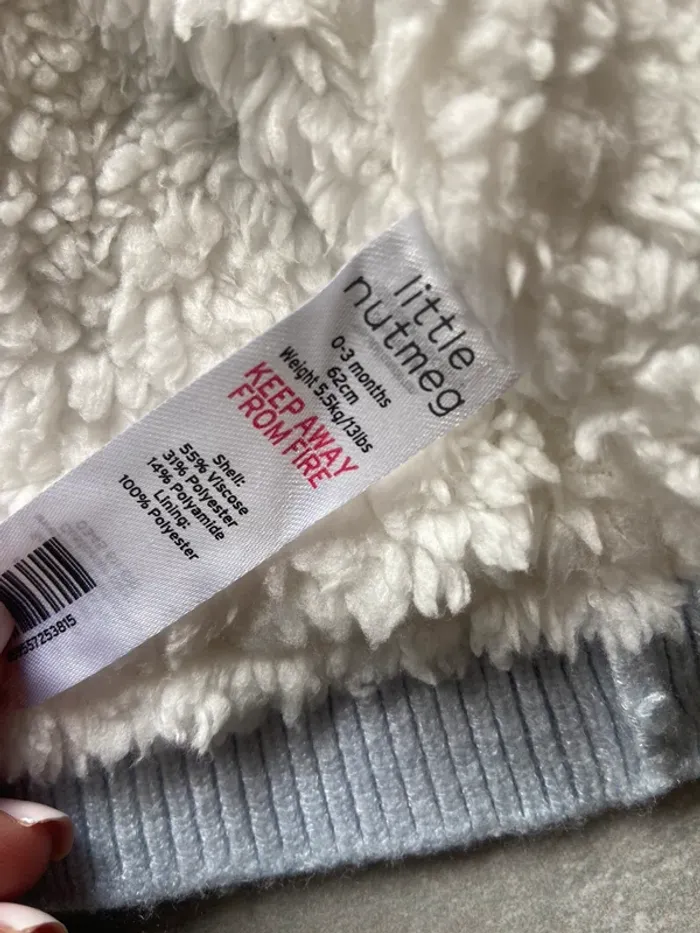 little
nutmeg
0-3 months
62cm
Weight 5.5kg/13lbs
KEEP AWAY
FROM FIRE
Shell:
55% Viscose
31% Polyester
14% Polyamide
Lining:
100% Polyester
557253815